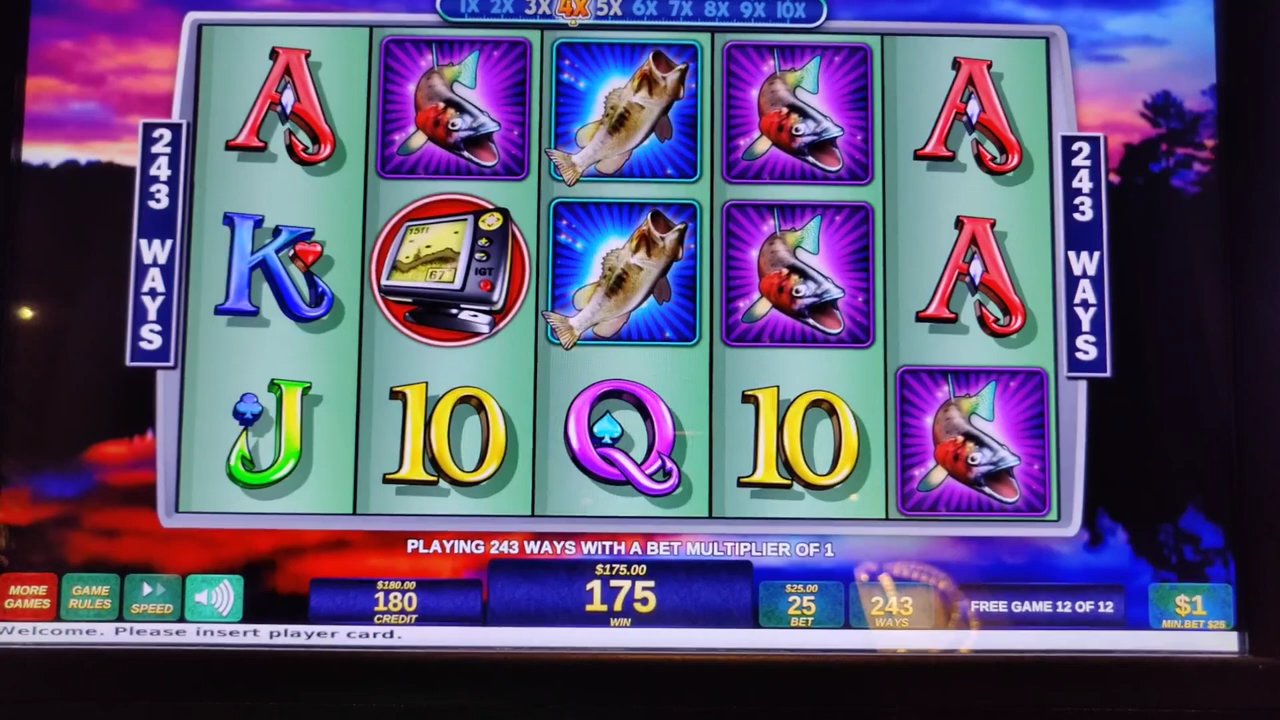 1X 2X 3X 4X 5X 6X 7X 8X 9X 10X
243 WAYS
243 WAYS
A
A
K
15ft
67°
IGT
A
J
10
Q
10
PLAYING 243 WAYS WITH A BET MULTIPLIER OF 1
MORE GAMES
GAME RULES
SPEED
$180.00
180
CREDIT
$175.00
175
WIN
$25.00
25
BET
243
WAYS
FREE GAME 12 OF 12
$1
MIN.BET $25
Welcome. Please insert player card.